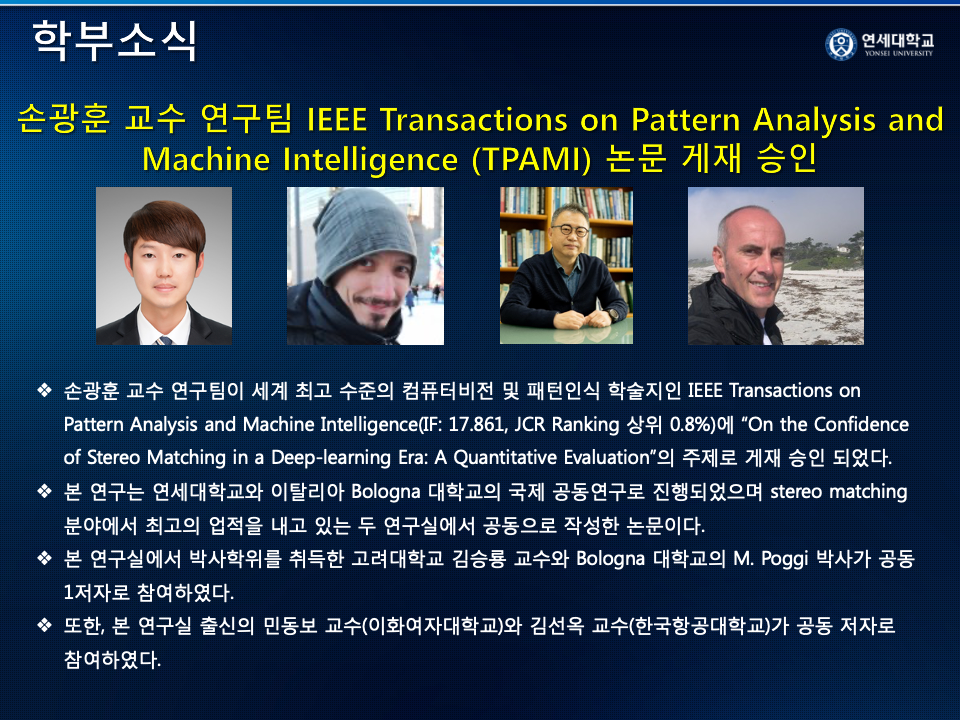 학부소식
연세대학교
YONSEI UNIVERSITY
손광훈 교수 연구팀 IEEE Transactions on Pattern Analysis and
Machine Intelligence (TPAMI) 논문 게재 승인
❖ 손광훈 교수 연구팀이 세계 최고 수준의 컴퓨터비전 및 패턴인식 학술지인 IEEE Transactions on
Pattern Analysis and Machine Intelligence(IF: 17.861, JCR Ranking 상위 0.8%)에 “On the Confidence
of Stereo Matching in a Deep-learning Era: A Quantitative Evaluation”의 주제로 게재 승인 되었다.
❖ 본 연구는 연세대학교와 이탈리아 Bologna 대학교의 국제 공동연구로 진행되었으며 stereo matching
분야에서 최고의 업적을 내고 있는 두 연구실에서 공동으로 작성한 논문이다.
❖ 본 연구실에서 박사학위를 취득한 고려대학교 김승룡 교수와 Bologna 대학교의 M. Poggi 박사가 공동
1저자로 참여하였다.
❖ 또한, 본 연구실 출신의 민동보 교수(이화여자대학교)와 김선옥 교수(한국항공대학교)가 공동 저자로
참여하였다.